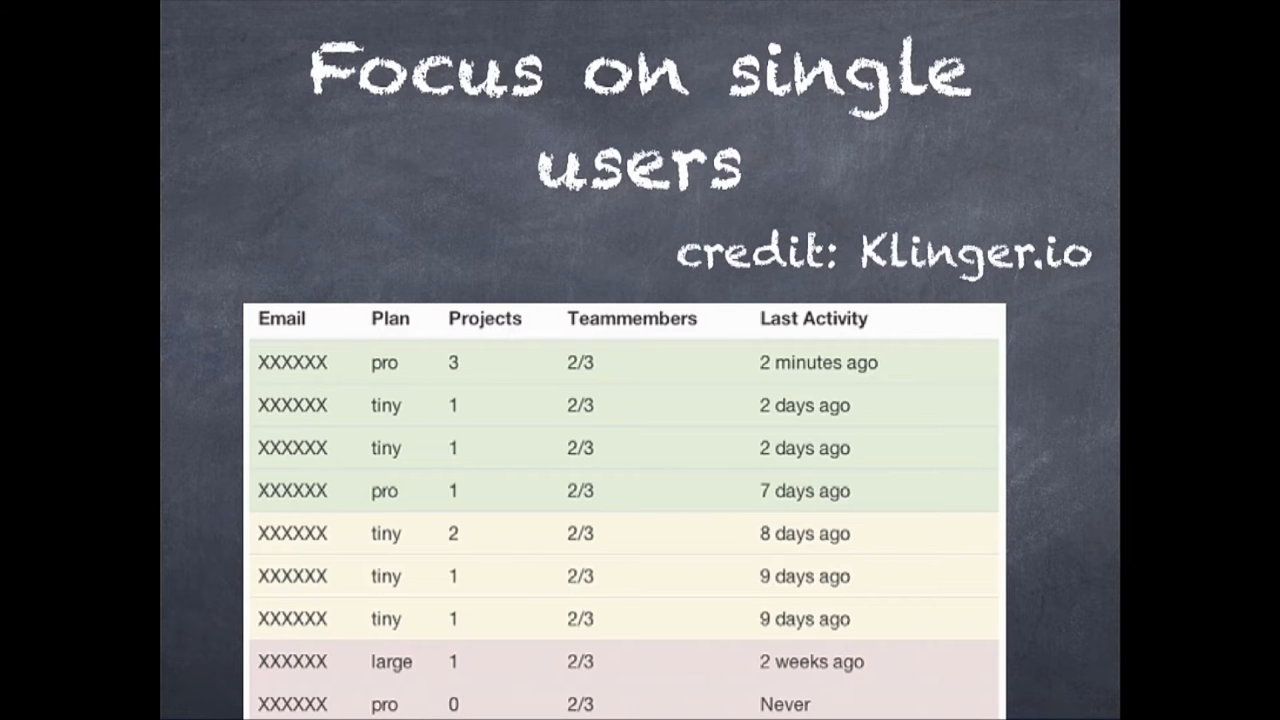 Focus on single
users
credit: Klinger.io
Email Plan Projects Teammembers Last Activity
XXXXXX pro 3 2/3 2 minutes ago
XXXXXX tiny 1 2/3 2 days ago
XXXXXX tiny 1 2/3 2 days ago
XXXXXX pro 1 2/3 7 days ago
XXXXXX tiny 2 2/3 8 days ago
XXXXXX tiny 1 2/3 9 days ago
XXXXXX tiny 1 2/3 9 days ago
XXXXXX large 1 2/3 2 weeks ago
XXXXXX pro 0 2/3 Never